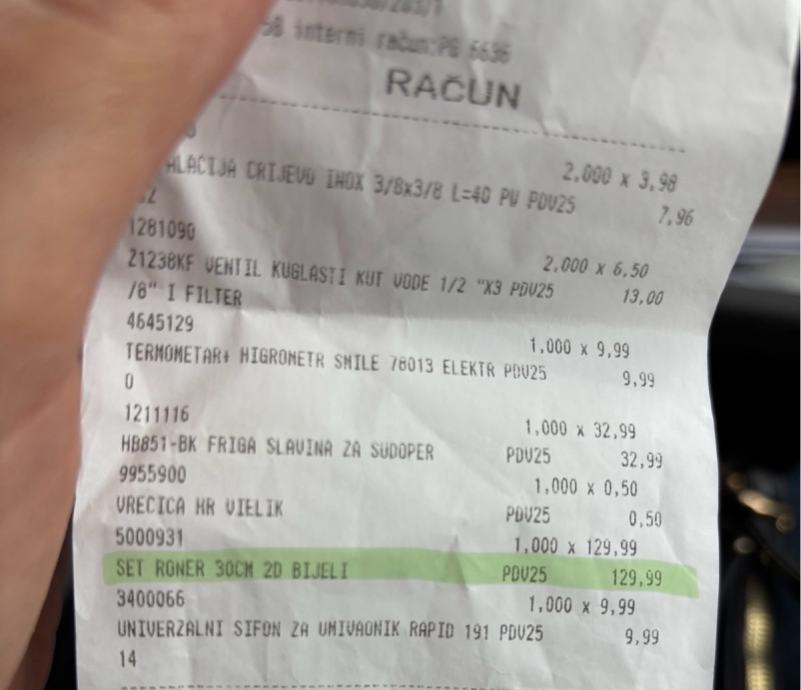 interni račun:PG 6636
RAČUN
2,000 x 3,98
CRIJEVO INOX 3/8x3/8 L=40 PW PDV25 7,96
1281090
2,000 x 6,50
Z1238KF VENTIL KUGLASTI KUT VODE 1/2 "X3 PDV25 13,00
/8" I FILTER
4645129
1,000 x 9,99
TERMOMETAR+ HIGROMETR SMILE 78013 ELEKTR PDV25 9,99
0
1211116
1,000 x 32,99
HB851-BK FRIGA SLAVINA ZA SUDOPER PDV25 32,99
9955900
1,000 x 0,50
VRECICA HR VIELIK PDV25 0,50
5000931
1,000 x 129,99
SET RONER 30CM 2D BIJELI PDV25 129,99
3400066
1,000 x 9,99
UNIVERZALNI SIFON ZA UMIVAONIK RAPID 191 PDV25 9,99
14